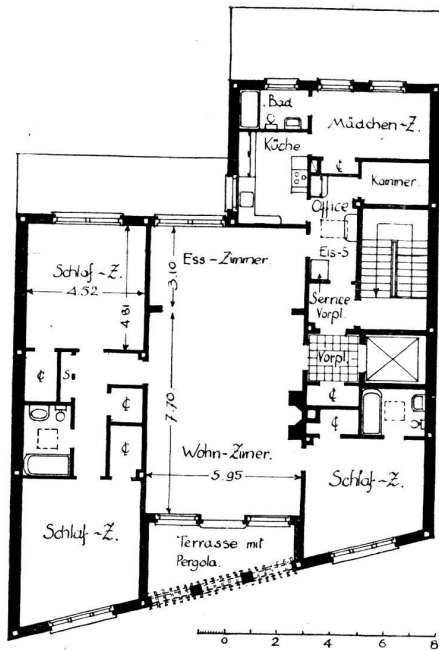 Bad
Mädchen-Z.
Küche
₵
Kammer.
Office
Schlaf-Z.
4.52
4.81
3.10
Ess-Zimmer.
Eis-S
Service
Vorpl.
Vorpl.
₵
S
₵
₵
₵
₵
7.70
Wohn-Zimer.
5.95
Schlaf-Z.
Schlaf-Z.
Terrasse mit
Pergola.
0 2 4 6 8